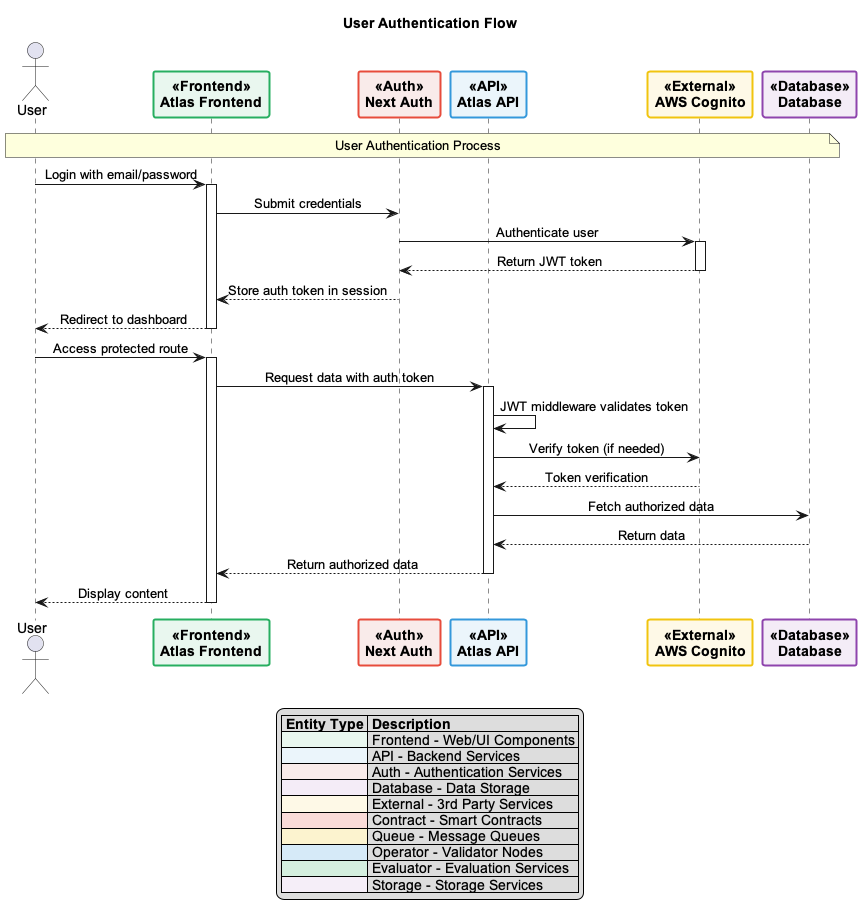 User Authentication Flow
User
«Frontend»
Atlas Frontend
«Auth»
Next Auth
«API»
Atlas API
«External»
AWS Cognito
«Database»
Database
User Authentication Process
Login with email/password
Submit credentials
Authenticate user
Return JWT token
Store auth token in session
Redirect to dashboard
Access protected route
Request data with auth token
JWT middleware validates token
Verify token (if needed)
Token verification
Fetch authorized data
Return data
Return authorized data
Display content
User
«Frontend»
Atlas Frontend
«Auth»
Next Auth
«API»
Atlas API
«External»
AWS Cognito
«Database»
Database
Entity Type Description
Frontend - Web/UI Components
API - Backend Services
Auth - Authentication Services
Database - Data Storage
External - 3rd Party Services
Contract - Smart Contracts
Queue - Message Queues
Operator - Validator Nodes
Evaluator - Evaluation Services
Storage - Storage Services